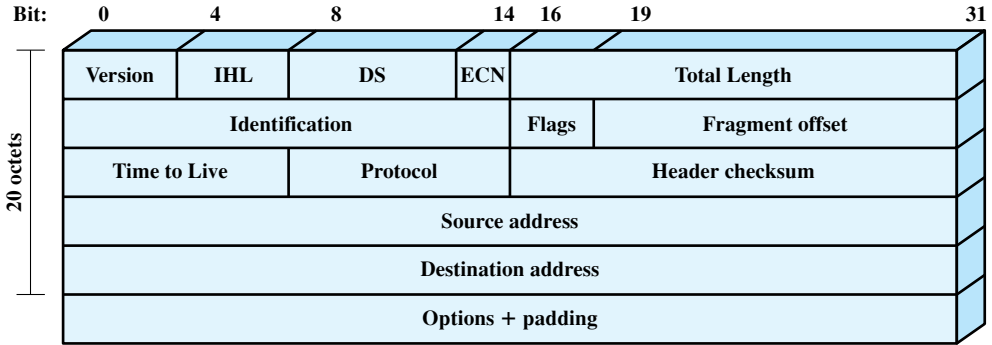 Bit: 0 4 8 14 16 19 31
Version IHL DS ECN Total Length
Identification Flags Fragment offset
Time to Live Protocol Header checksum
Source address
Destination address
Options + padding
20 octets